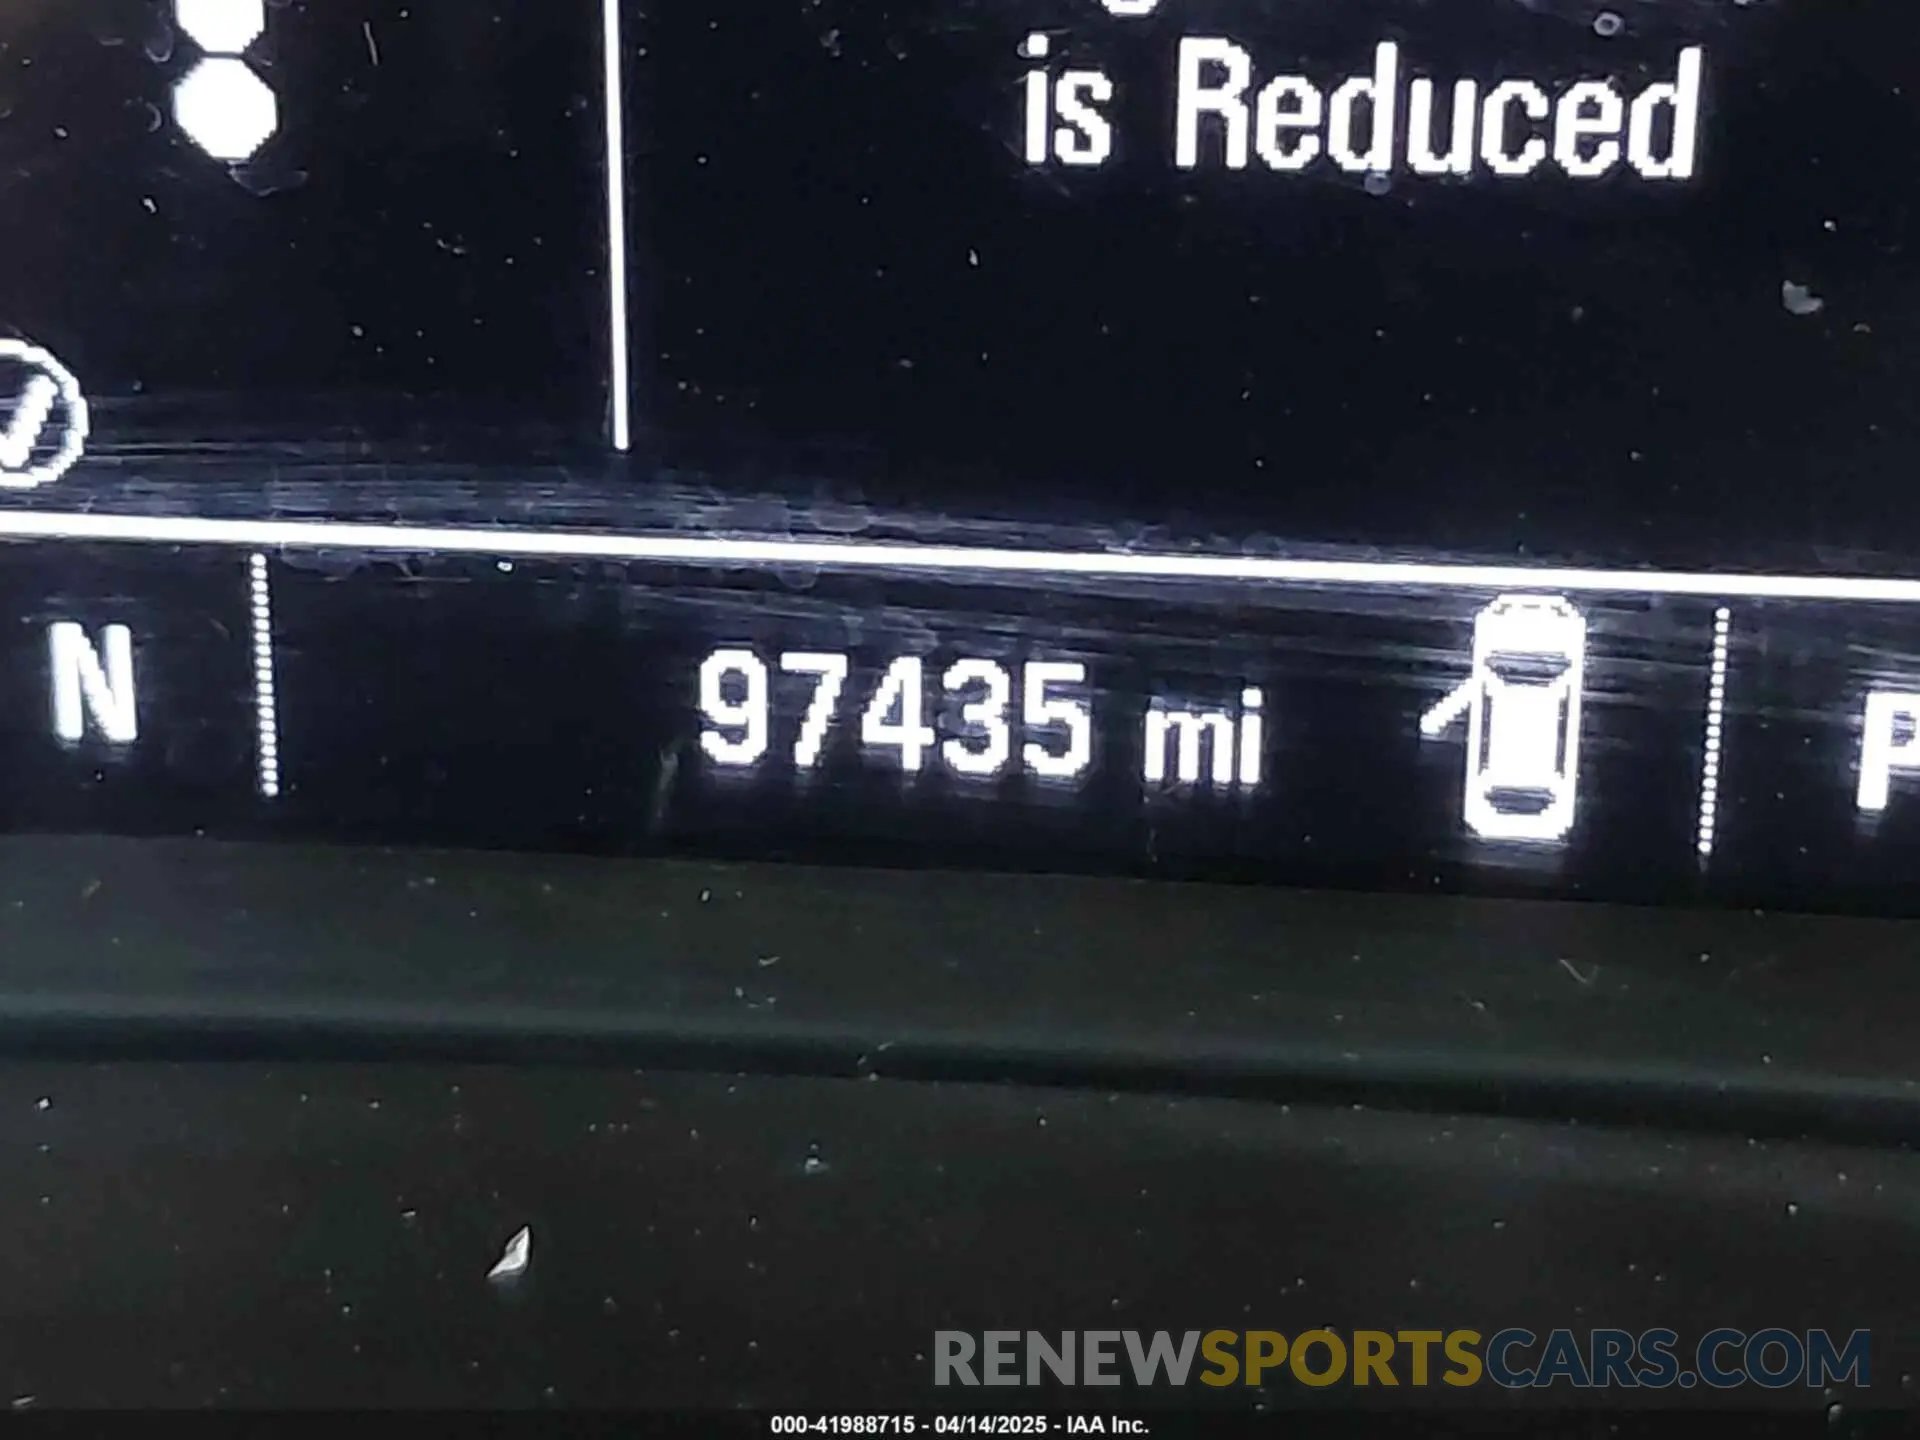 is Reduced
N
97435 mi
P
RENEWSPORTSCARS.COM
000-41988715 - 04/14/2025 - IAA Inc.